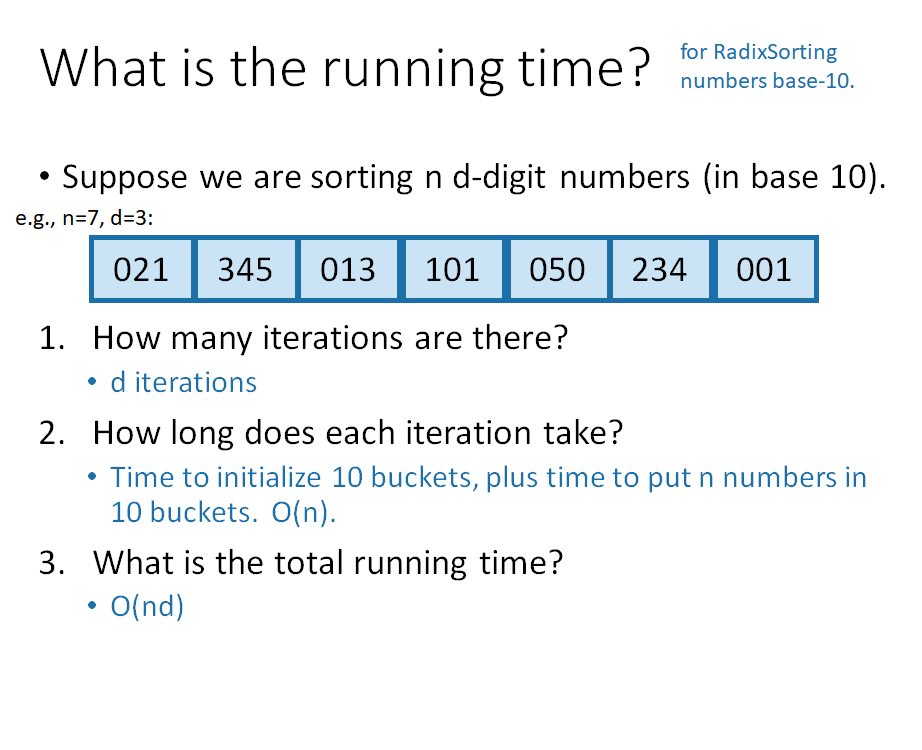 What is the running time?
for RadixSorting
numbers base-10.
• Suppose we are sorting n d-digit numbers (in base 10).
e.g., n=7, d=3:
021 345 013 101 050 234 001
1. How many iterations are there?
• d iterations
2. How long does each iteration take?
• Time to initialize 10 buckets, plus time to put n numbers in
10 buckets. O(n).
3. What is the total running time?
• O(nd)